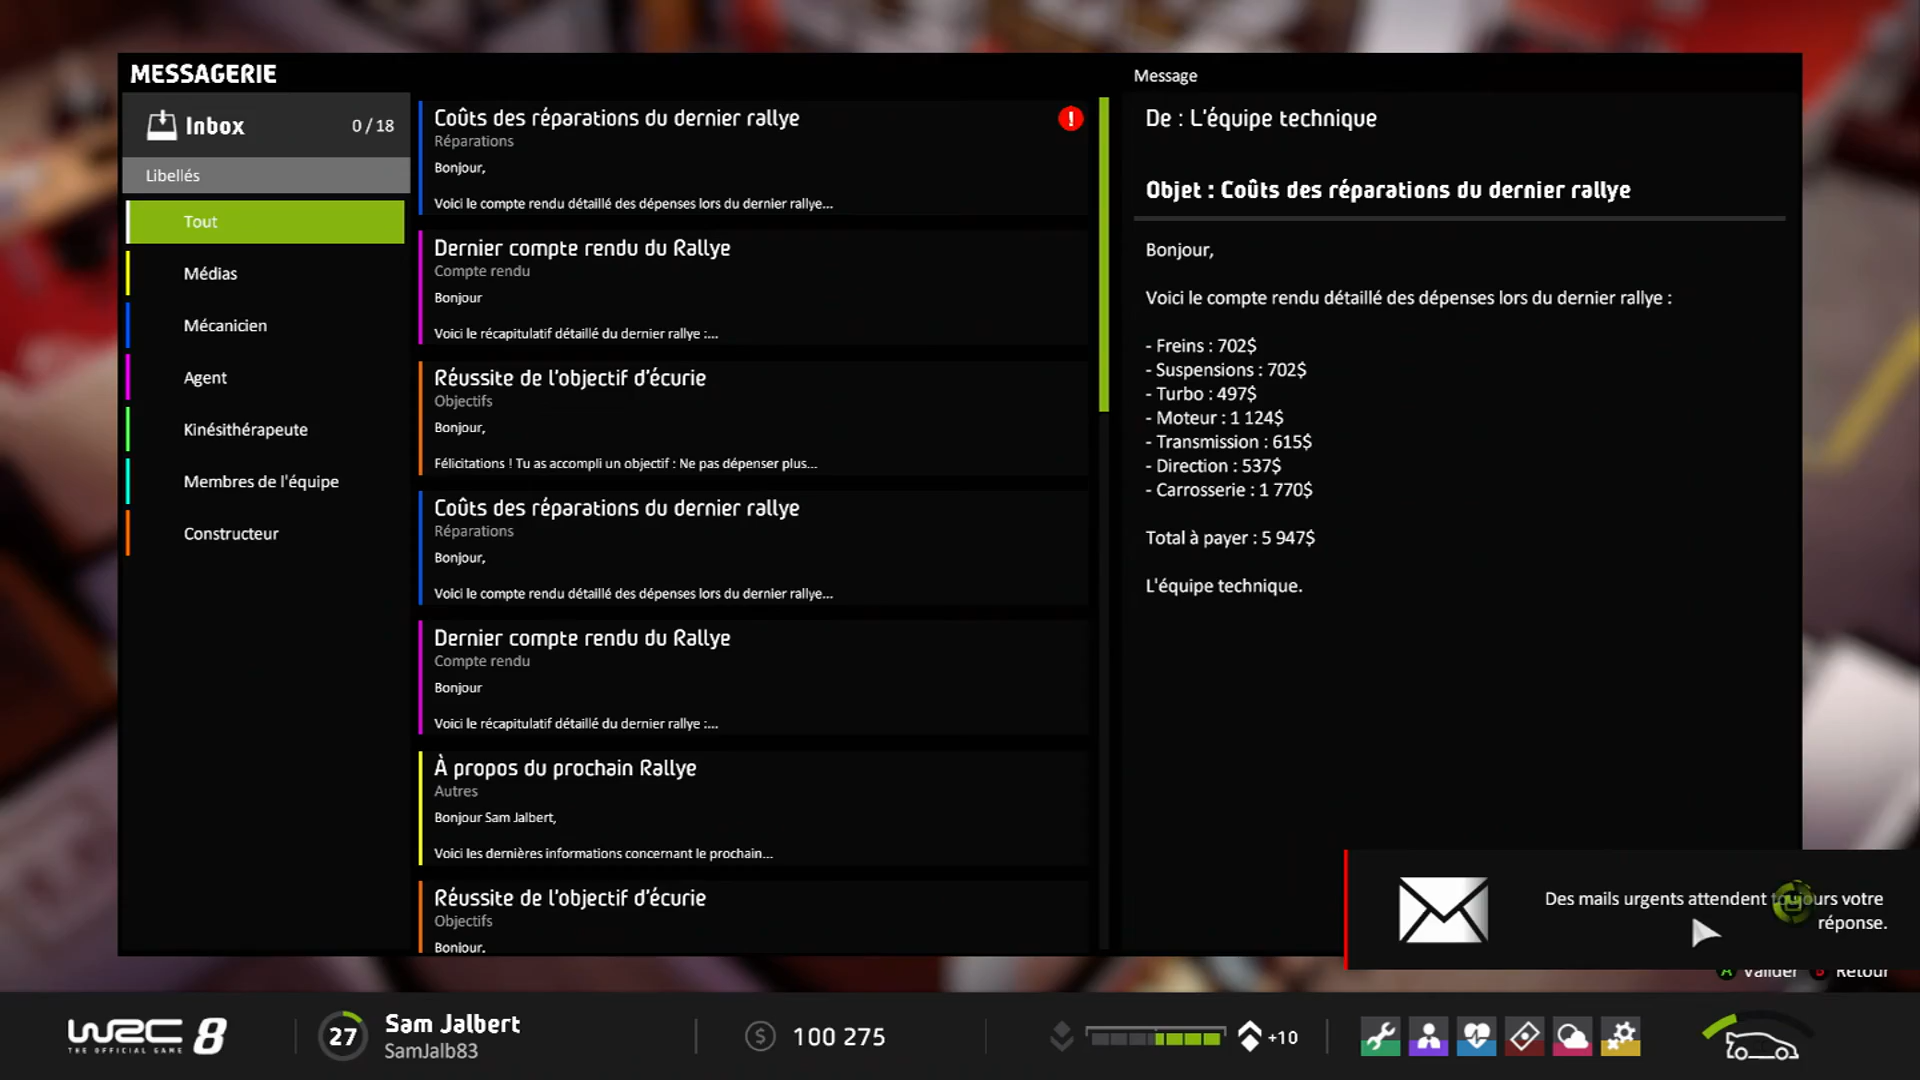 MESSAGERIE
Inbox 0 / 18
Libellés
Tout
Médias
Mécanicien
Agent
Kinésithérapeute
Membres de l'équipe
Constructeur
Coûts des réparations du dernier rallye
Réparations
Bonjour,
Voici le compte rendu détaillé des dépenses lors du dernier rallye...
Dernier compte rendu du Rallye
Compte rendu
Bonjour
Voici le récapitulatif détaillé du dernier rallye :...
Réussite de l'objectif d'écurie
Objectifs
Bonjour,
Félicitations ! Tu as accompli un objectif : Ne pas dépenser plus...
Coûts des réparations du dernier rallye
Réparations
Bonjour,
Voici le compte rendu détaillé des dépenses lors du dernier rallye...
Dernier compte rendu du Rallye
Compte rendu
Bonjour
Voici le récapitulatif détaillé du dernier rallye :...
À propos du prochain Rallye
Autres
Bonjour Sam Jalbert,
Voici les dernières informations concernant le prochain...
Réussite de l'objectif d'écurie
Objectifs
Bonjour,
Message
De : L'équipe technique
Objet : Coûts des réparations du dernier rallye
Bonjour,
Voici le compte rendu détaillé des dépenses lors du dernier rallye :
- Freins : 702$
- Suspensions : 702$
- Turbo : 497$
- Moteur : 1 124$
- Transmission : 615$
- Direction : 537$
- Carrosserie : 1 770$
Total à payer : 5 947$
L'équipe technique.
Des mails urgents attendent toujours votre
réponse.
A Valider B Retour
WRC 8
THE OFFICIAL GAME
27
Sam Jalbert
SamJalb83
$ 100 275
+10